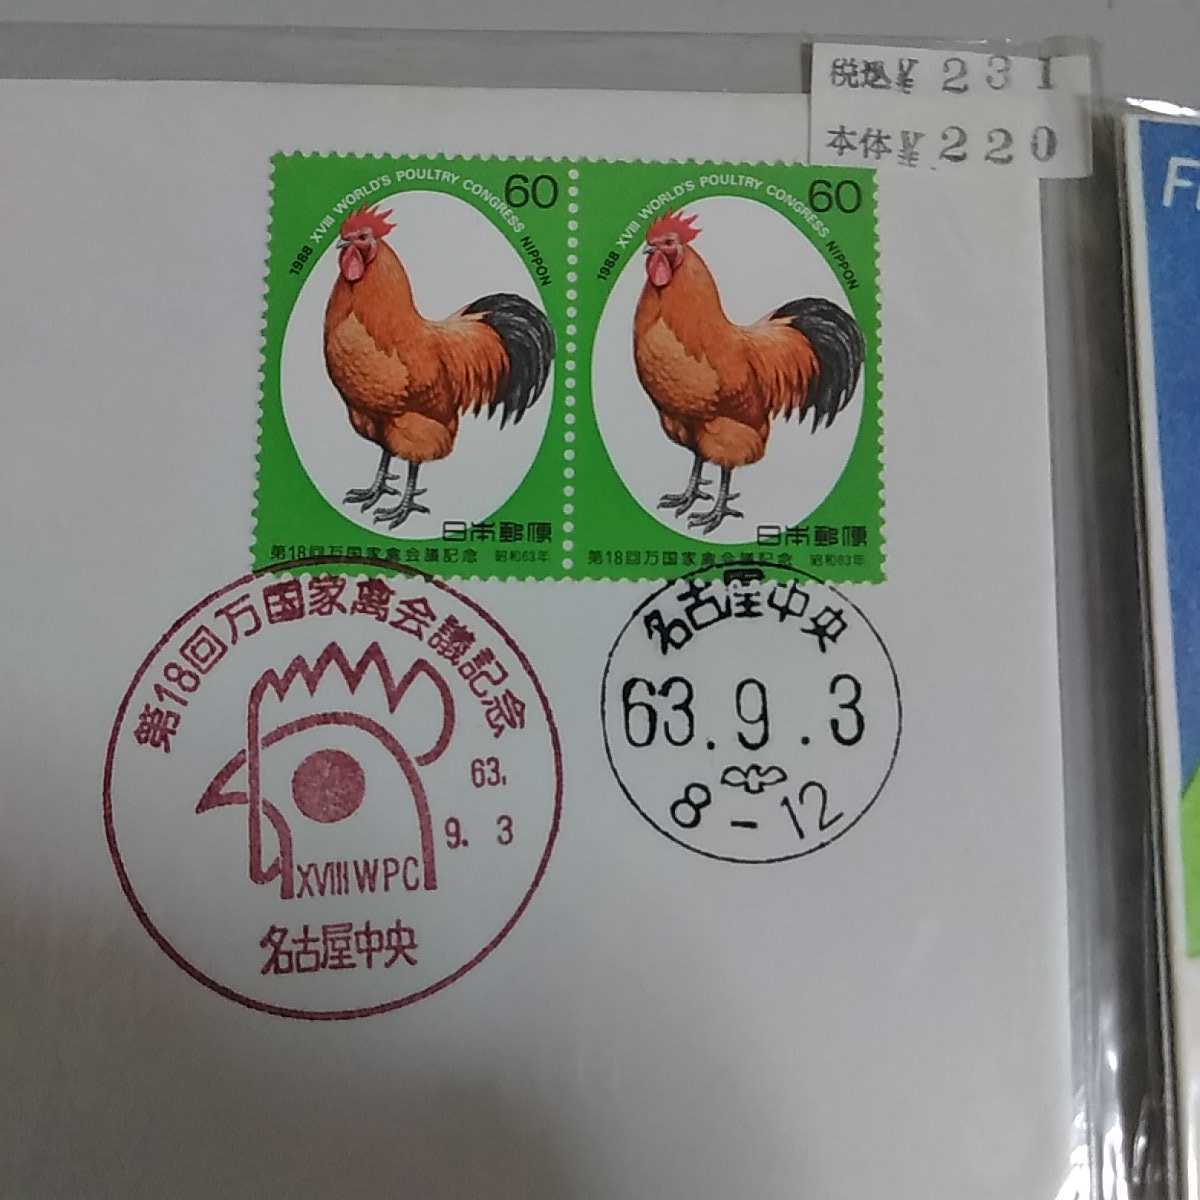 税込¥ 231
本体¥ 220
F
1988 XVIII WORLD'S POULTRY CONGRESS NIPPON
60
日本郵便
第18回万国家禽会議記念 昭和63年
1988 XVIII WORLD'S POULTRY CONGRESS NIPPON
60
日本郵便
第18回万国家禽会議記念 昭和63年
第18回万国家禽会議記念
63.
9. 3
XVIII WPC
名古屋中央
名古屋中央
63.9.3
8-12